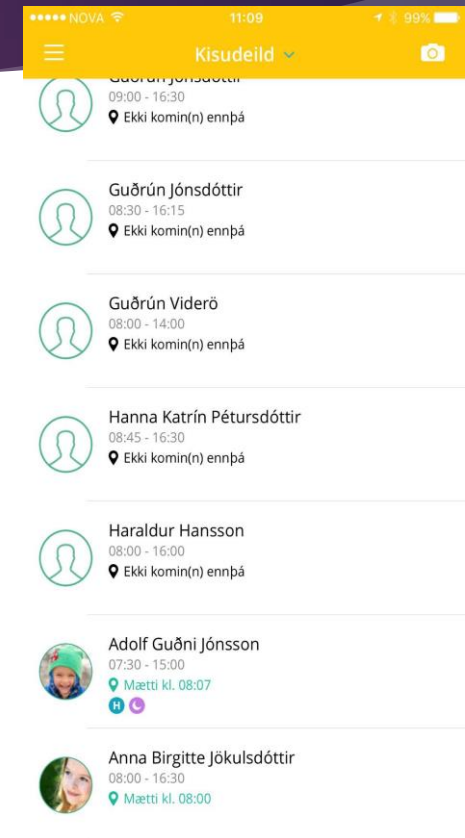 NOVA 11:09 99%
Kisudeild
Guðrún Jónsdóttir
09:00 - 16:30
Ekki komin(n) ennþá
Guðrún Jónsdóttir
08:30 - 16:15
Ekki komin(n) ennþá
Guðrún Viderö
08:00 - 14:00
Ekki komin(n) ennþá
Hanna Katrín Pétursdóttir
08:45 - 16:30
Ekki komin(n) ennþá
Haraldur Hansson
08:00 - 16:00
Ekki komin(n) ennþá
Adolf Guðni Jónsson
07:30 - 15:00
Mætti kl. 08:07
H
Anna Birgitte Jökulsdóttir
08:00 - 16:30
Mætti kl. 08:00